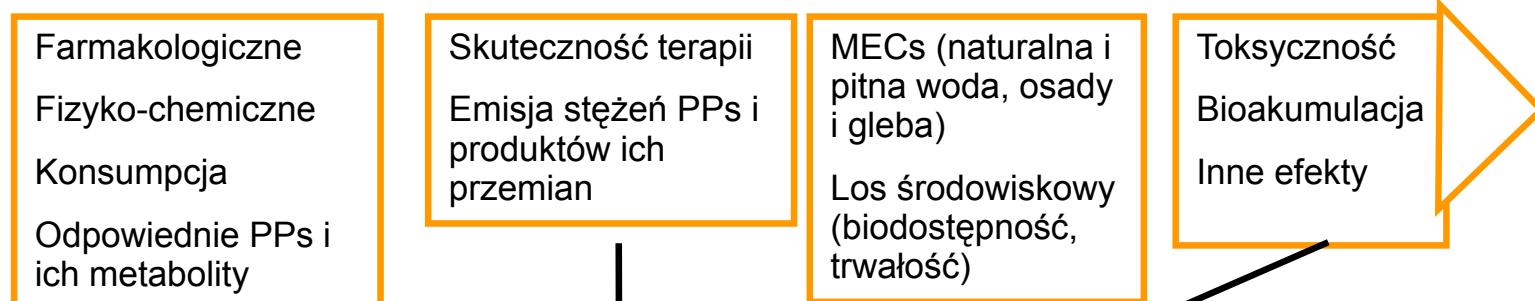 Farmakologiczne
Fizyko-chemiczne
Konsumpcja
Odpowiednie PPs i
ich metabolity
Skuteczność terapii
Emisja stężeń PPs i
produktów ich
przemian
MECs (naturalna i
pitna woda, osady
i gleba)
Los środowiskowy
(biodostępność,
trwałość)
Toksyczność
Bioakumulacja
Inne efekty